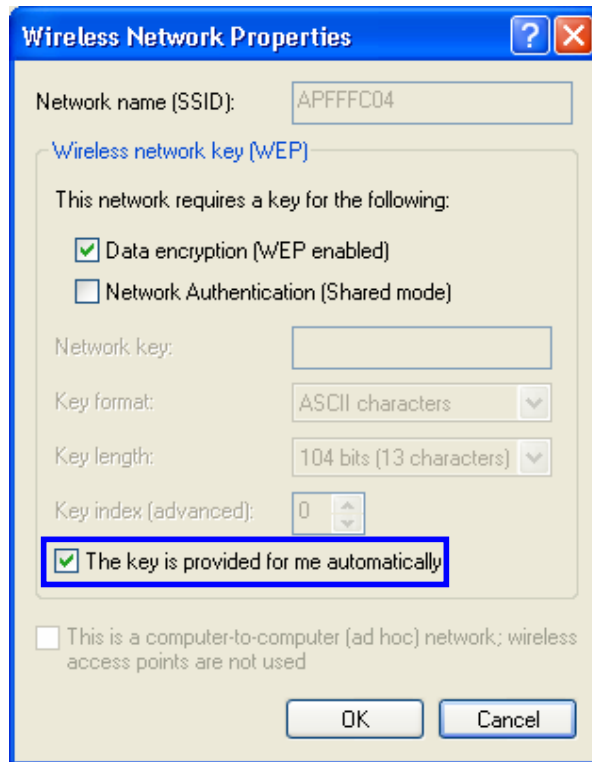 Wireless Network Properties
Network name (SSID): APFFFC04
Wireless network key (WEP)
This network requires a key for the following:
Data encryption (WEP enabled)
Network Authentication (Shared mode)
Network key:
Key format: ASCII characters
Key length: 104 bits (13 characters)
Key index (advanced): 0
The key is provided for me automatically
This is a computer-to-computer (ad hoc) network; wireless
access points are not used
OK Cancel